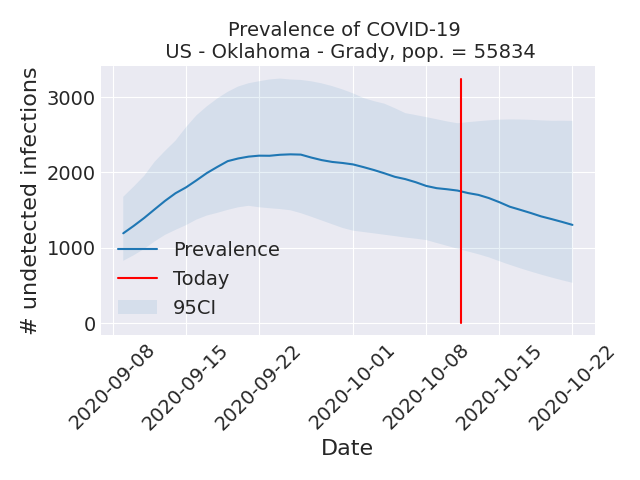 Prevalence of COVID-19
US - Oklahoma - Grady, pop. = 55834
# undetected infections
3000
2000
1000
0
Prevalence
Today
95CI
2020-09-08
2020-09-15
2020-09-22
2020-10-01
2020-10-08
2020-10-15
2020-10-22
Date